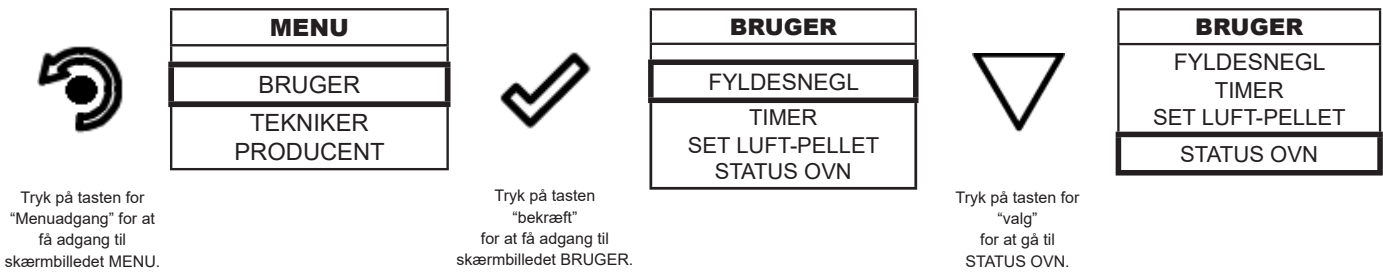 MENU
BRUGER
TEKNIKER
PRODUCENT
Tryk på tasten for
“Menuadgang” for at
få adgang til
skærmbilledet MENU.
BRUGER
FYLDESNEGL
TIMER
SET LUFT-PELLET
STATUS OVN
Tryk på tasten
“bekræft”
for at få adgang til
skærmbilledet BRUGER.
BRUGER
FYLDESNEGL
TIMER
SET LUFT-PELLET
STATUS OVN
Tryk på tasten for
“valg”
for at gå til
STATUS OVN.